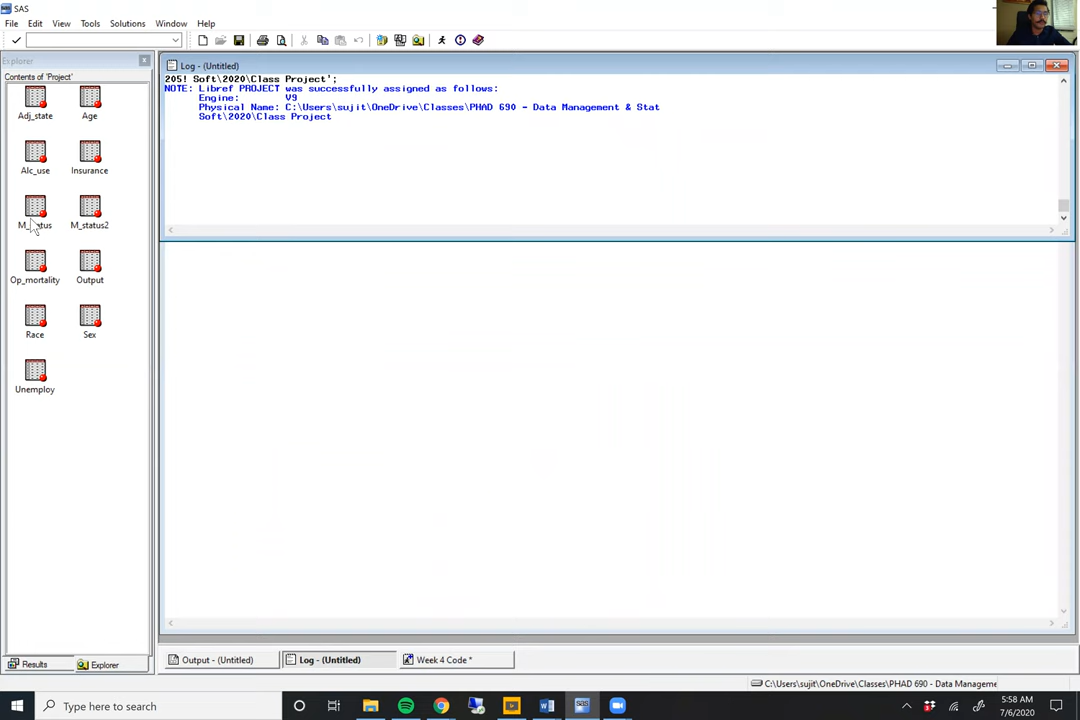 SAS
File Edit View Tools Solutions Window Help
Explorer
Contents of 'Project'
Adj_state Age
Alc_use Insurance
M_status M_status2
Op_mortality Output
Race Sex
Unemploy
Results Explorer
Log - (Untitled)
205! Soft\2020\Class Project';
NOTE: Libref PROJECT was successfully assigned as follows:
Engine: V9
Physical Name: C:\Users\sujit\OneDrive\Classes\PHAD 690 - Data Management & Stat
Soft\2020\Class Project
Output - (Untitled) Log - (Untitled) Week 4 Code *
C:\Users\sujit\OneDrive\Classes\PHAD 690 - Data Manageme
Type here to search
5:58 AM
7/6/2020